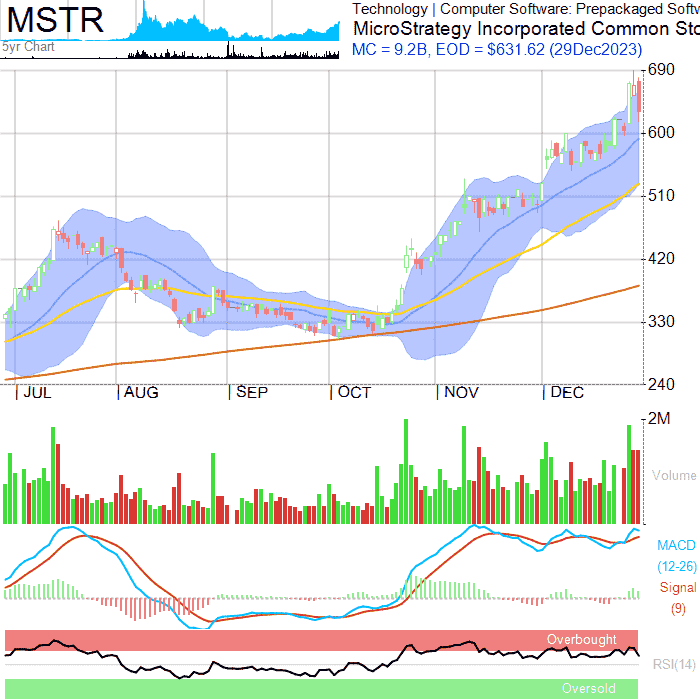 MSTR
5yr Chart
Technology | Computer Software: Prepackaged Softw
MicroStrategy Incorporated Common Sto
MC = 9.2B, EOD = $631.62 (29Dec2023)
690
600
510
420
330
240
JUL AUG SEP OCT NOV DEC
2M
Volume
MACD
(12-26)
Signal
(9)
Overbought
RSI(14)
Oversold